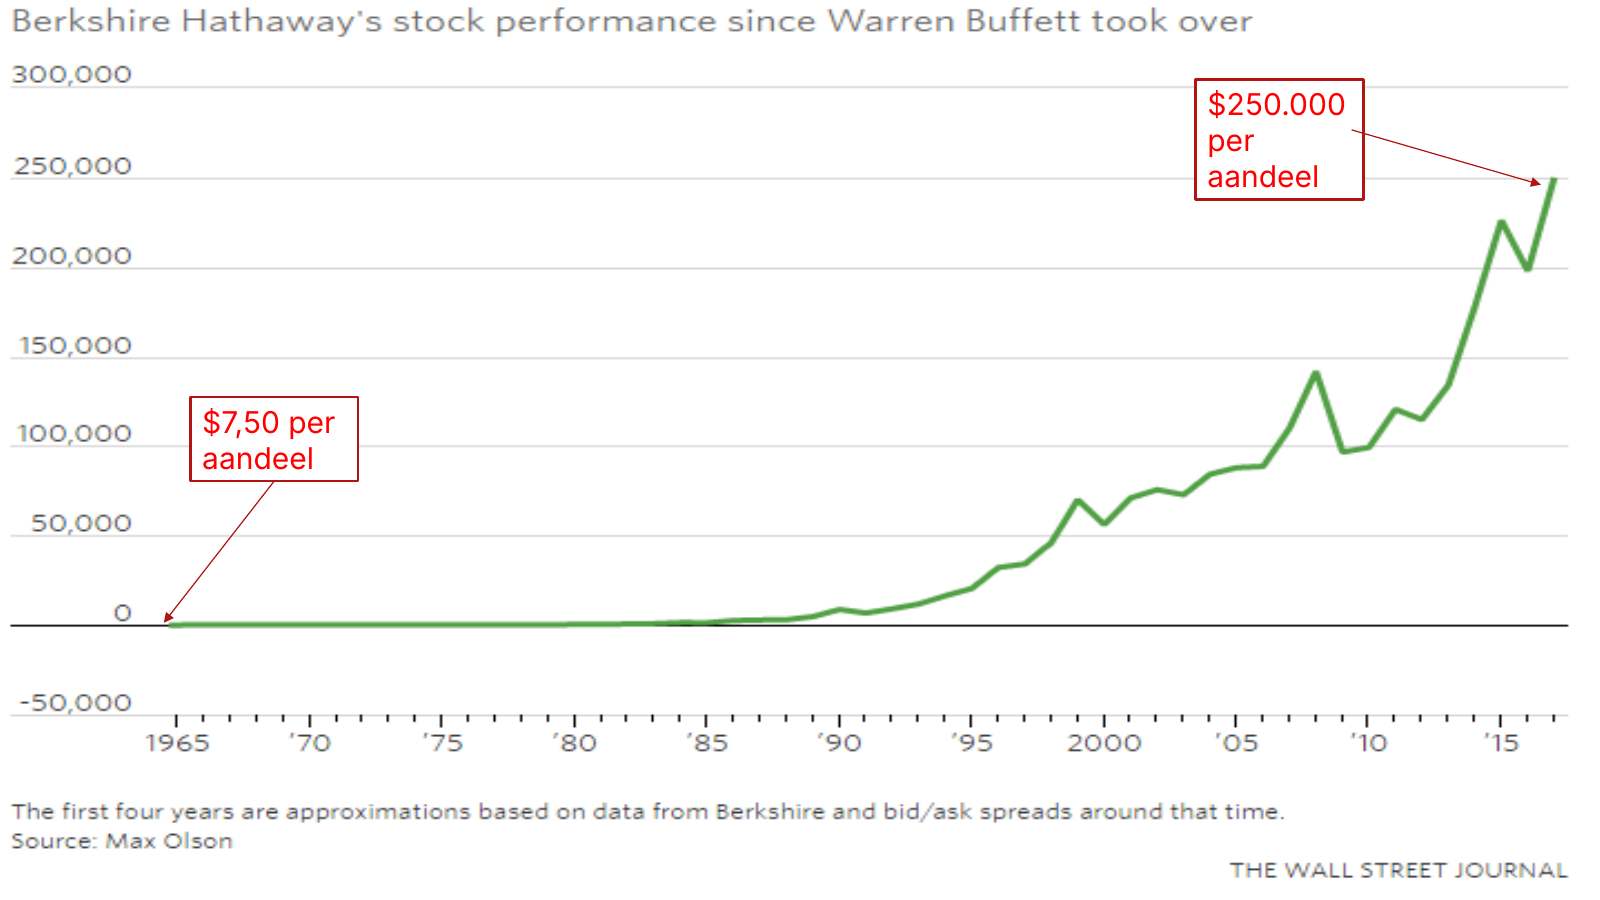 Berkshire Hathaway's stock performance since Warren Buffett took over
300,000
$250.000
per
aandeel
250,000
200,000
150,000
$7,50 per
aandeel
100,000
50,000
0
-50,000
1965 '70 '75 '80 '85 '90 '95 2000 '05 '10 '15
The first four years are approximations based on data from Berkshire and bid/ask spreads around that time.
Source: Max Olson
THE WALL STREET JOURNAL